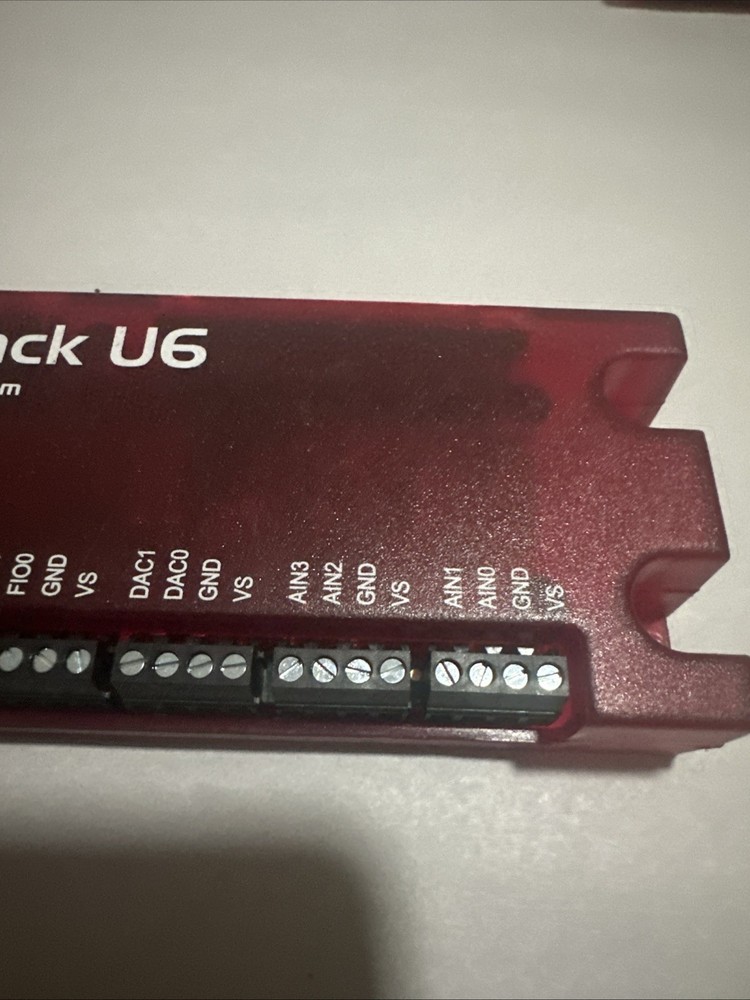 ack U6
m
FIO0
GND
VS
DAC1
DAC0
GND
VS
AIN3
AIN2
GND
VS
AIN1
AIN0
GND
VS